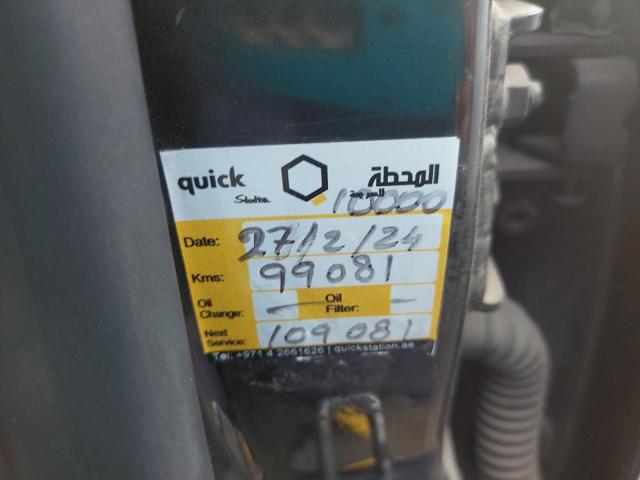 quick المحطة
Station السريعة
10000
Date: 27/2/24
Kms: 99081
Oil Change: — Oil Filter: -
Next Service: 109081
Tel: +971 4 2661626 | quickstation.ae